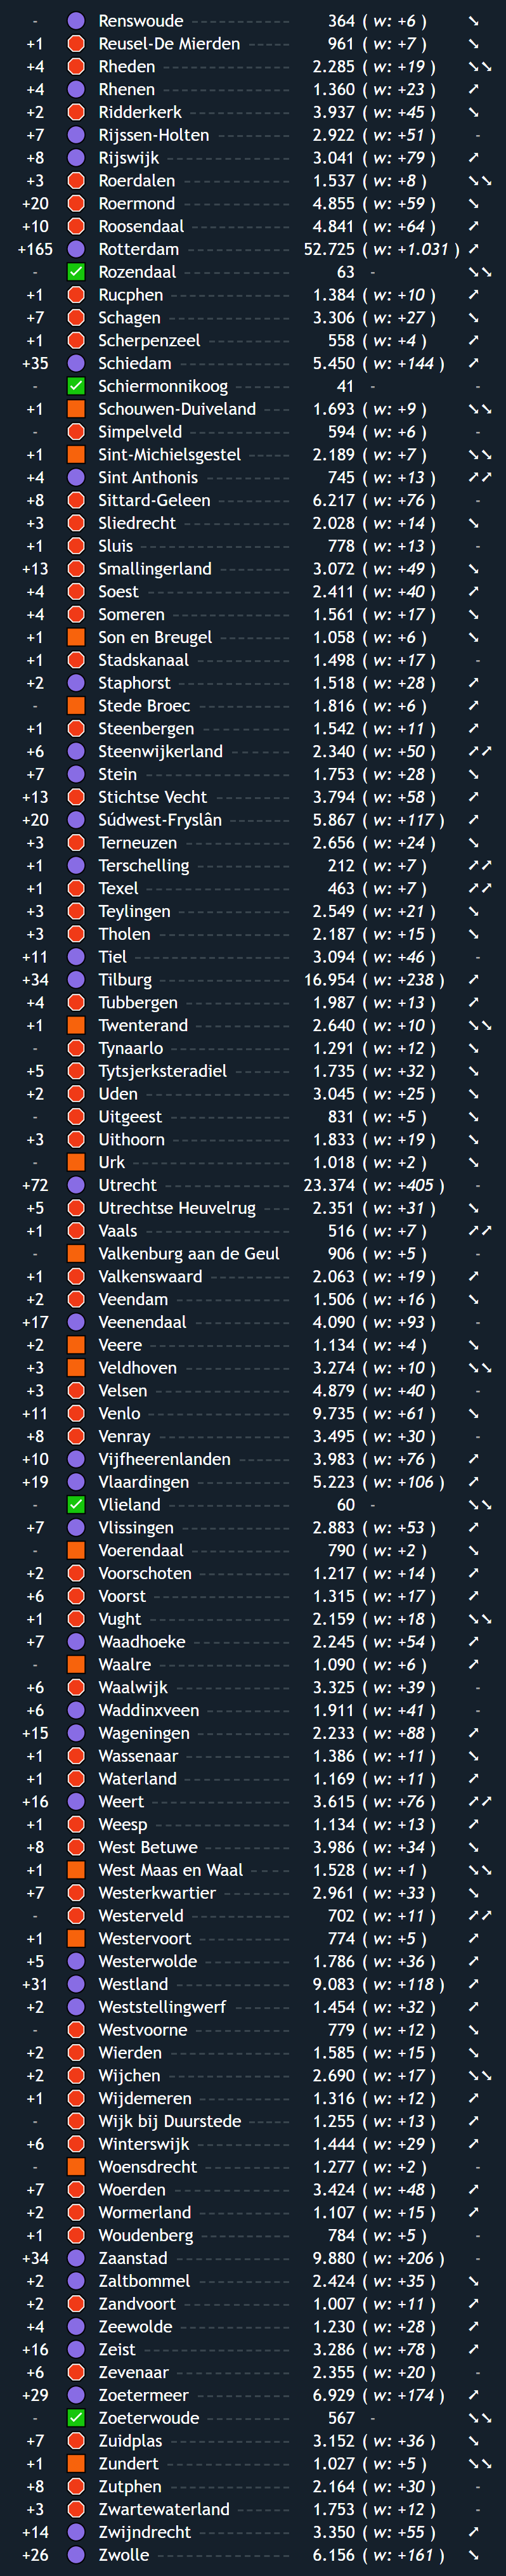 - Renswoude 364 ( w: +6 ) ➘
+1 Reusel-De Mierden 961 ( w: +7 ) ➘
+4 Rheden 2.285 ( w: +19 ) ➘➘
+4 Rhenen 1.360 ( w: +23 ) ➚
+2 Ridderkerk 3.937 ( w: +45 ) ➘
+7 Rijssen-Holten 2.922 ( w: +51 ) -
+8 Rijswijk 3.041 ( w: +79 ) ➚
+3 Roerdalen 1.537 ( w: +8 ) ➘➘
+20 Roermond 4.855 ( w: +59 ) ➘
+10 Roosendaal 4.841 ( w: +64 ) ➚
+165 Rotterdam 52.725 ( w: +1.031 ) ➚
- Rozendaal 63 - ➘➘
+1 Rucphen 1.384 ( w: +10 ) ➚
+7 Schagen 3.306 ( w: +27 ) ➘
+1 Scherpenzeel 558 ( w: +4 ) ➚
+35 Schiedam 5.450 ( w: +144 ) ➚
- Schiermonnikoog 41 - -
+1 Schouwen-Duiveland 1.693 ( w: +9 ) ➘➘
- Simpelveld 594 ( w: +6 ) -
+1 Sint-Michielsgestel 2.189 ( w: +7 ) ➘➘
+4 Sint Anthonis 745 ( w: +13 ) ➚➚
+8 Sittard-Geleen 6.217 ( w: +76 ) -
+3 Sliedrecht 2.028 ( w: +14 ) ➘
+1 Sluis 778 ( w: +13 ) -
+13 Smallingerland 3.072 ( w: +49 ) ➘
+4 Soest 2.411 ( w: +40 ) ➚
+4 Someren 1.561 ( w: +17 ) ➘
+1 Son en Breugel 1.058 ( w: +6 ) ➘
+1 Stadskanaal 1.498 ( w: +17 ) -
+2 Staphorst 1.518 ( w: +28 ) ➚
- Stede Broec 1.816 ( w: +6 ) ➚
+1 Steenbergen 1.542 ( w: +11 ) ➚
+6 Steenwijkerland 2.340 ( w: +50 ) ➚➚
+7 Stein 1.753 ( w: +28 ) ➘
+13 Stichtse Vecht 3.794 ( w: +58 ) ➚
+20 Súdwest-Fryslân 5.867 ( w: +117 ) ➚
+3 Terneuzen 2.656 ( w: +24 ) ➘
+1 Terschelling 212 ( w: +7 ) ➚➚
+1 Texel 463 ( w: +7 ) ➚➚
+3 Teylingen 2.549 ( w: +21 ) ➘
+3 Tholen 2.187 ( w: +15 ) ➘
+11 Tiel 3.094 ( w: +46 ) -
+34 Tilburg 16.954 ( w: +238 ) ➚
+4 Tubbergen 1.987 ( w: +13 ) ➚
+1 Twenterand 2.640 ( w: +10 ) ➘➘
- Tynaarlo 1.291 ( w: +12 ) ➘
+5 Tytsjerksteradiel 1.735 ( w: +32 ) ➘
+2 Uden 3.045 ( w: +25 ) ➘
- Uitgeest 831 ( w: +5 ) ➘
+3 Uithoorn 1.833 ( w: +19 ) ➘
- Urk 1.018 ( w: +2 ) ➘
+72 Utrecht 23.374 ( w: +405 ) -
+5 Utrechtse Heuvelrug 2.351 ( w: +31 ) ➘
+1 Vaals 516 ( w: +7 ) ➚➚
- Valkenburg aan de Geul 906 ( w: +5 ) -
+1 Valkenswaard 2.063 ( w: +19 ) ➚
+2 Veendam 1.506 ( w: +16 ) ➘
+17 Veenendaal 4.090 ( w: +93 ) -
+2 Veere 1.134 ( w: +4 ) ➘
+3 Veldhoven 3.274 ( w: +10 ) ➘➘
+3 Velsen 4.879 ( w: +40 ) -
+11 Venlo 9.735 ( w: +61 ) ➘
+8 Venray 3.495 ( w: +30 ) -
+10 Vijfheerenlanden 3.983 ( w: +76 ) ➚
+19 Vlaardingen 5.223 ( w: +106 ) ➚
- Vlieland 60 - ➘➘
+7 Vlissingen 2.883 ( w: +53 ) ➚
- Voerendaal 790 ( w: +2 ) ➘
+2 Voorschoten 1.217 ( w: +14 ) ➚
+6 Voorst 1.315 ( w: +17 ) ➚
+1 Vught 2.159 ( w: +18 ) ➘➘
+7 Waadhoeke 2.245 ( w: +54 ) ➚
- Waalre 1.090 ( w: +6 ) ➚
+6 Waalwijk 3.325 ( w: +39 ) -
+6 Waddinxveen 1.911 ( w: +41 ) -
+15 Wageningen 2.233 ( w: +88 ) ➚
+1 Wassenaar 1.386 ( w: +11 ) ➘
+1 Waterland 1.169 ( w: +11 ) ➚
+16 Weert 3.615 ( w: +76 ) ➚➚
+1 Weesp 1.134 ( w: +13 ) ➚
+8 West Betuwe 3.986 ( w: +34 ) ➘
+1 West Maas en Waal 1.528 ( w: +1 ) ➘➘
+7 Westerkwartier 2.961 ( w: +33 ) ➘
- Westerveld 702 ( w: +11 ) ➚➚
+1 Westervoort 774 ( w: +5 ) ➚
+5 Westerwolde 1.786 ( w: +36 ) ➚
+31 Westland 9.083 ( w: +118 ) ➚
+2 Weststellingwerf 1.454 ( w: +32 ) ➚
- Westvoorne 779 ( w: +12 ) ➘
+2 Wierden 1.585 ( w: +15 ) ➘
+2 Wijchen 2.690 ( w: +17 ) ➘➘
+1 Wijdemeren 1.316 ( w: +12 ) ➚
- Wijk bij Duurstede 1.255 ( w: +13 ) ➚
+6 Winterswijk 1.444 ( w: +29 ) ➚
- Woensdrecht 1.277 ( w: +2 ) -
+7 Woerden 3.424 ( w: +48 ) ➚
+2 Wormerland 1.107 ( w: +15 ) ➚
+1 Woudenberg 784 ( w: +5 ) -
+34 Zaanstad 9.880 ( w: +206 ) -
+2 Zaltbommel 2.424 ( w: +35 ) ➘
+2 Zandvoort 1.007 ( w: +11 ) ➚
+4 Zeewolde 1.230 ( w: +28 ) ➚
+16 Zeist 3.286 ( w: +78 ) ➚
+6 Zevenaar 2.355 ( w: +20 ) -
+29 Zoetermeer 6.929 ( w: +174 ) ➚
- Zoeterwoude 567 - ➘➘
+7 Zuidplas 3.152 ( w: +36 ) ➘
+1 Zundert 1.027 ( w: +5 ) ➘➘
+8 Zutphen 2.164 ( w: +30 ) -
+3 Zwartewaterland 1.753 ( w: +12 ) -
+14 Zwijndrecht 3.350 ( w: +55 ) ➚
+26 Zwolle 6.156 ( w: +161 ) ➘